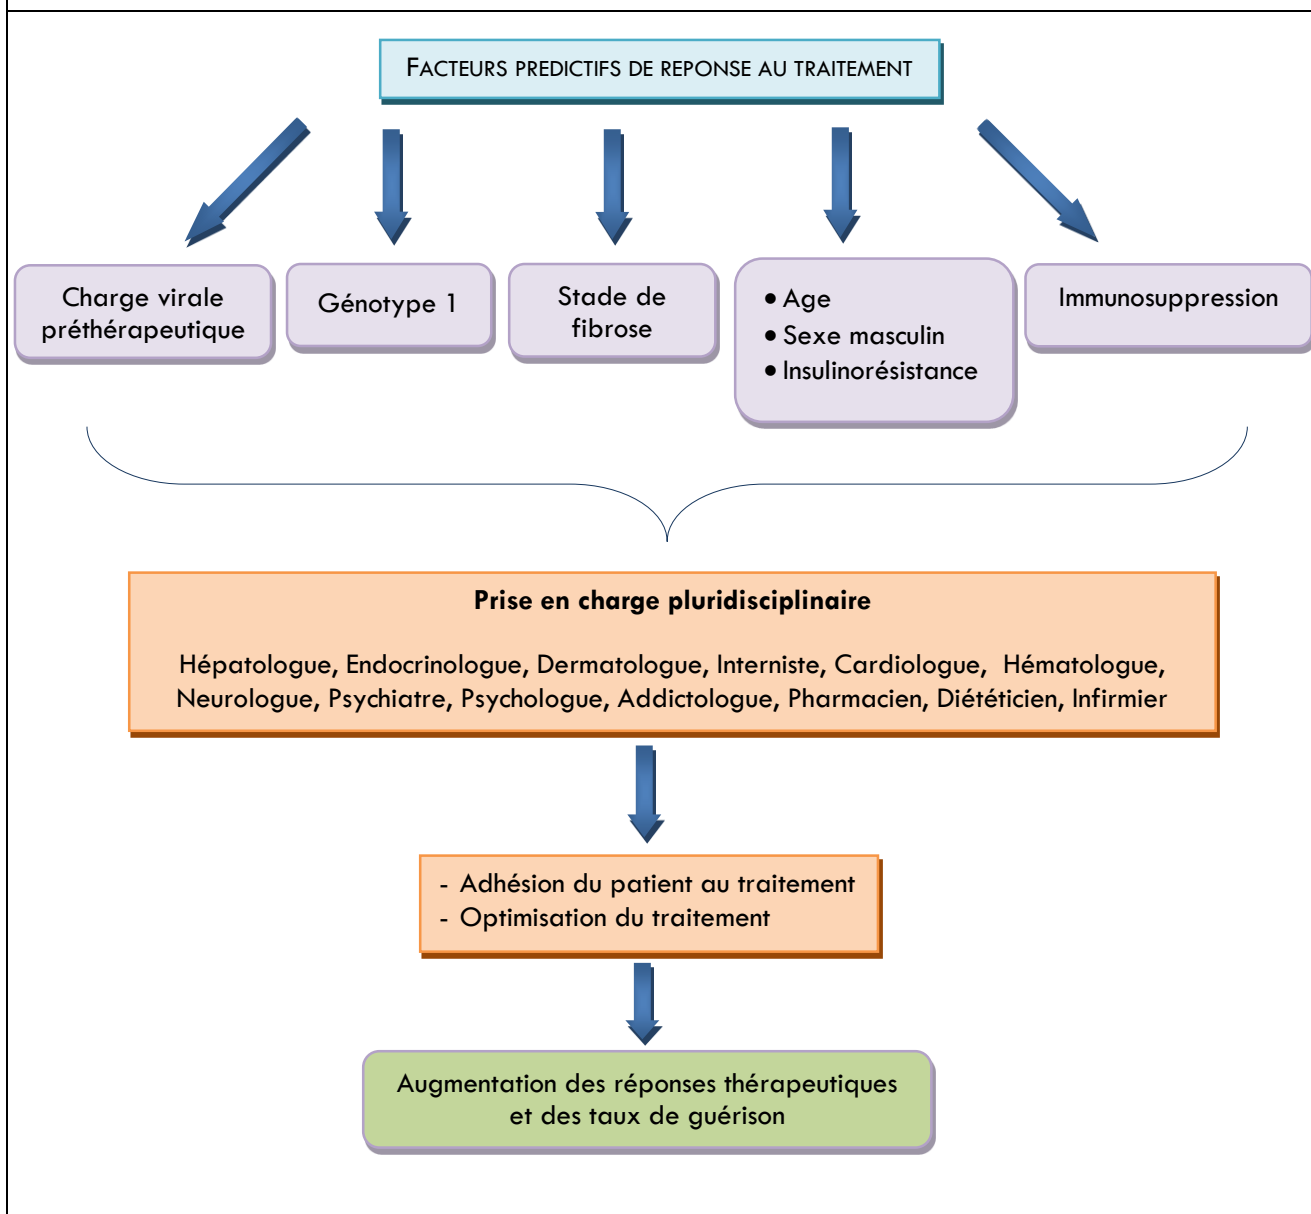 FACTEURS PREDICTIFS DE REPONSE AU TRAITEMENT
Charge virale
préthérapeutique
Génotype 1
Stade de
fibrose
• Age
• Sexe masculin
• Insulinorésistance
Immunosuppression
Prise en charge pluridisciplinaire
Hépatologue, Endocrinologue, Dermatologue, Interniste, Cardiologue, Hématologue,
Neurologue, Psychiatre, Psychologue, Addictologue, Pharmacien, Diététicien, Infirmier
- Adhésion du patient au traitement
- Optimisation du traitement
Augmentation des réponses thérapeutiques
et des taux de guérison